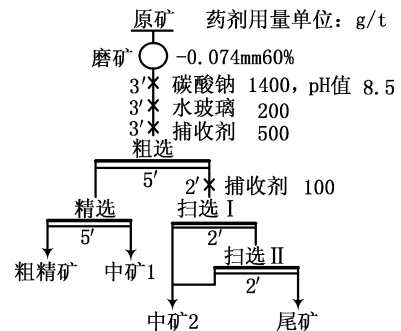 原矿 药剂用量单位：g/t
磨矿 -0.074mm60%
3′ 碳酸钠 1400，pH值 8.5
3′ 水玻璃 200
3′ 捕收剂 500
粗选
5′ 2′ 捕收剂 100
精选 扫选 I
5′ 2′
扫选 II
粗精矿 中矿1 2′
中矿2 尾矿